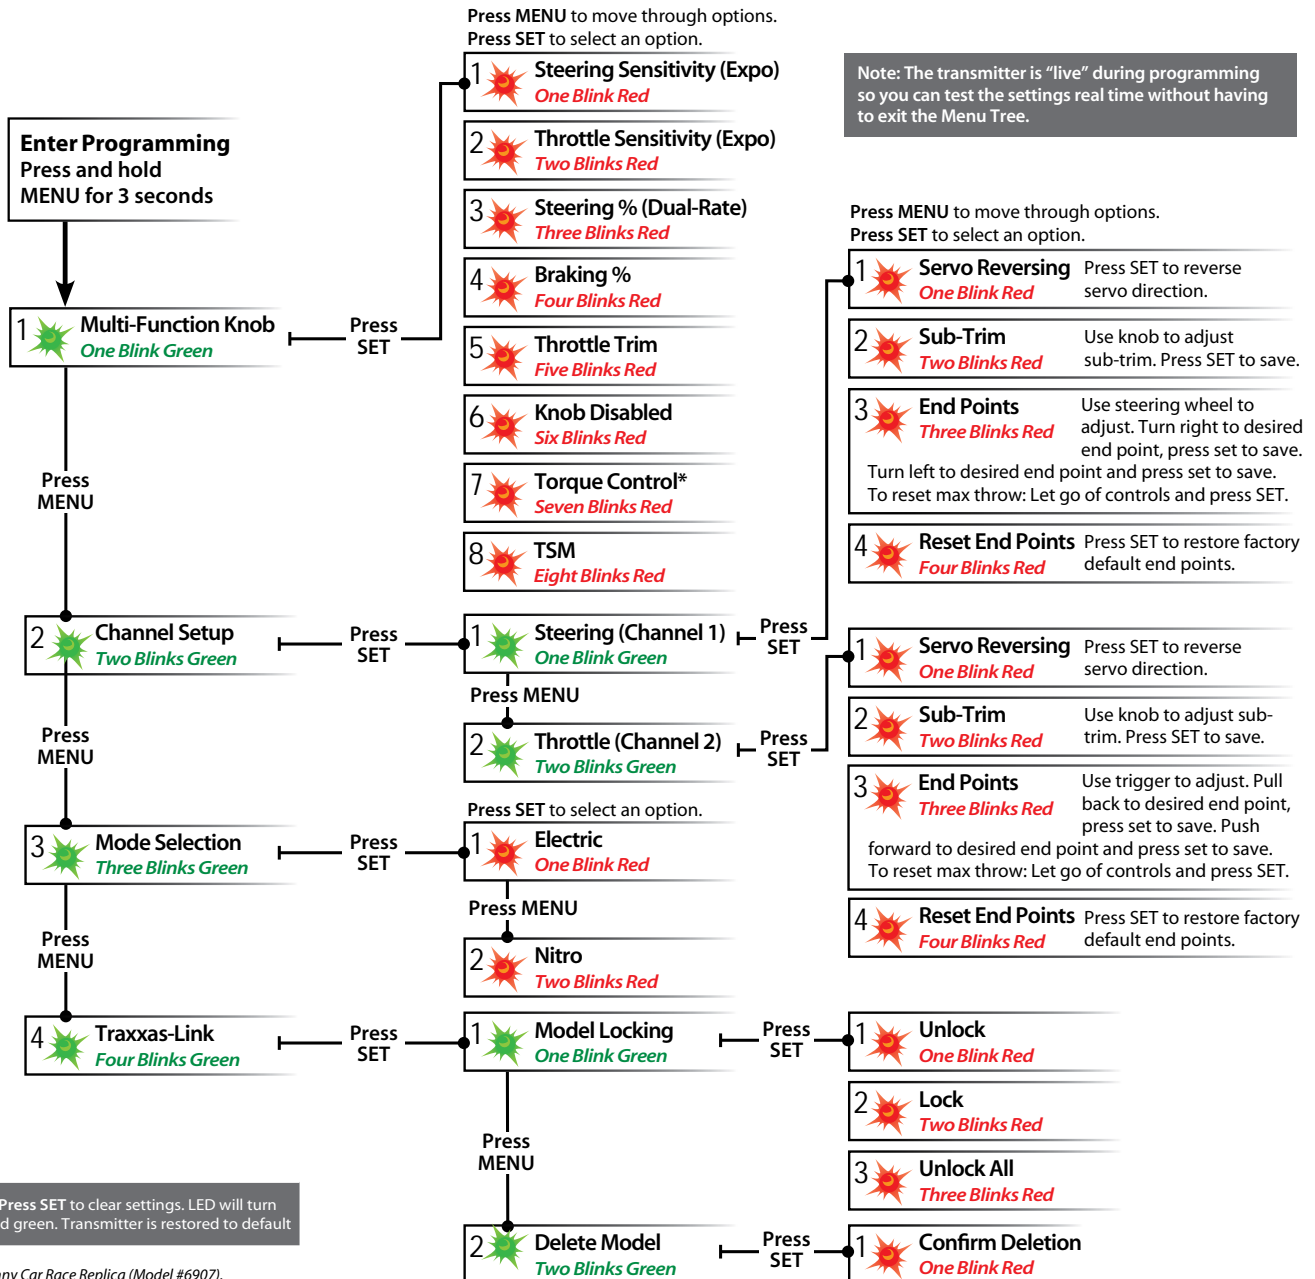 Press MENU to move through options.
Press SET to select an option.
Note: The transmitter is “live” during programming
so you can test the settings real time without having
to exit the Menu Tree.
Enter Programming
Press and hold
MENU for 3 seconds
1 Multi-Function Knob
One Blink Green
Press
SET
1 Steering Sensitivity (Expo)
One Blink Red
2 Throttle Sensitivity (Expo)
Two Blinks Red
3 Steering % (Dual-Rate)
Three Blinks Red
4 Braking %
Four Blinks Red
5 Throttle Trim
Five Blinks Red
6 Knob Disabled
Six Blinks Red
7 Torque Control*
Seven Blinks Red
8 TSM
Eight Blinks Red
Press
MENU
2 Channel Setup
Two Blinks Green
Press
SET
1 Steering (Channel 1)
One Blink Green
Press
SET
Press MENU
2 Throttle (Channel 2)
Two Blinks Green
Press
SET
Press MENU to move through options.
Press SET to select an option.
1 Servo Reversing
One Blink Red
Press SET to reverse
servo direction.
2 Sub-Trim
Two Blinks Red
Use knob to adjust
sub-trim. Press SET to save.
3 End Points
Three Blinks Red
Use steering wheel to
adjust. Turn right to desired
end point, press set to save.
Turn left to desired end point and press set to save.
To reset max throw: Let go of controls and press SET.
4 Reset End Points
Four Blinks Red
Press SET to restore factory
default end points.
1 Servo Reversing
One Blink Red
Press SET to reverse
servo direction.
2 Sub-Trim
Two Blinks Red
Use knob to adjust sub-
trim. Press SET to save.
3 End Points
Three Blinks Red
Use trigger to adjust. Pull
back to desired end point,
press set to save. Push
forward to desired end point and press set to save.
To reset max throw: Let go of controls and press SET.
4 Reset End Points
Four Blinks Red
Press SET to restore factory
default end points.
Press
MENU
3 Mode Selection
Three Blinks Green
Press
SET
Press SET to select an option.
1 Electric
One Blink Red
Press MENU
2 Nitro
Two Blinks Red
Press
MENU
4 Traxxas-Link
Four Blinks Green
Press
SET
1 Model Locking
One Blink Green
Press
SET
1 Unlock
One Blink Red
2 Lock
Two Blinks Red
3 Unlock All
Three Blinks Red
Press
MENU
2 Delete Model
Two Blinks Green
Press
SET
1 Confirm Deletion
One Blink Red
Press SET to clear settings. LED will turn
d green. Transmitter is restored to default
nny Car Race Replica (Model #6907).